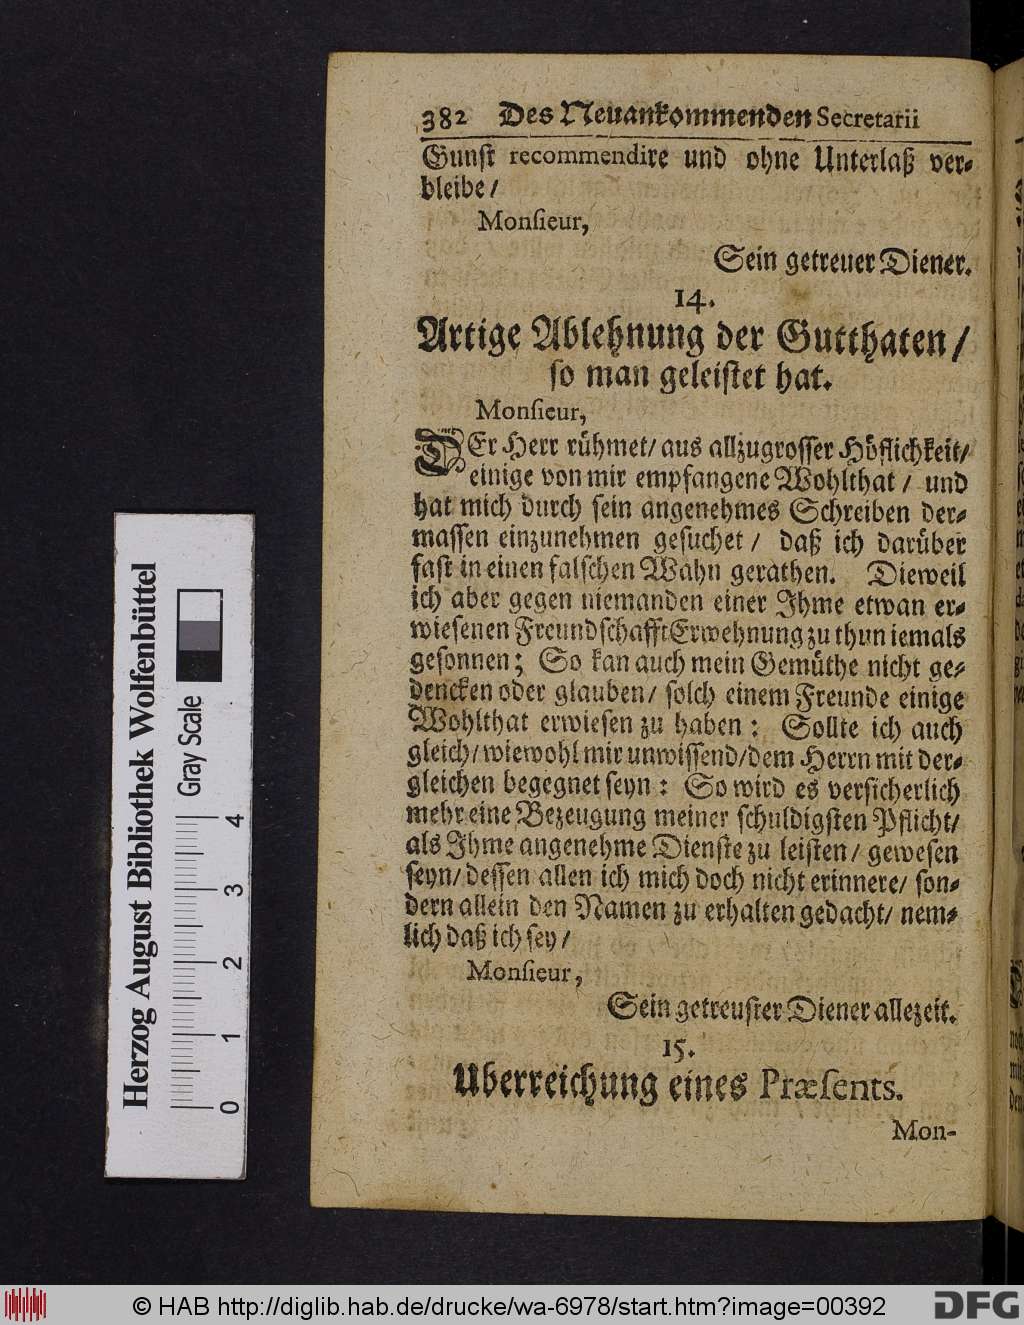 382 Des Neuankommenden Secretarii
Gunst recommendire und ohne Unterlaß ver-
bleibe /
Monſieur,
Sein getreuer Diener.
14.
Artige Ablehnung der Gutthaten /
ſo man geleiſtet hat.
Monſieur,
DEr Herr rühmet / aus allzugroſſer Höflichkeit /
einige von mir empfangene Wohlthat / und
hat mich durch ſein angenehmes Schreiben der-
maſſen einzunehmen geſuchet / daß ich darüber
faſt in einen falſchen Wahn gerathen. Dieweil
ich aber gegen niemanden einer Ihme etwan er-
wieſenen Freundſchafft Erwehnung zu thun iemals
geſonnen; So kan auch mein Gemüthe nicht ge-
dencken oder glauben / ſolch einem Freunde einige
Wohlthat erwieſen zu haben: Sollte ich auch
gleich / wiewohl mir unwiſſend / dem Herrn mit der-
gleichen begegnet ſeyn: So wird es verſicherlich
mehr eine Bezeugung meiner ſchuldigſten Pflicht /
als Ihme angenehme Dienſte zu leiſten / geweſen
ſeyn / deſſen allen ich mich doch nicht erinnere / ſon-
dern allein den Namen zu erhalten gedacht / nem-
lich daß ich ſey /
Monſieur,
Sein getreuſter Diener allezeit.
15.
Uberreichung eines Præſents.
Mon-
Herzog August Bibliothek Wolfenbüttel
Gray Scale
0 1 2 3 4
© HAB http://diglib.hab.de/drucke/wa-6978/start.htm?image=00392
DFG